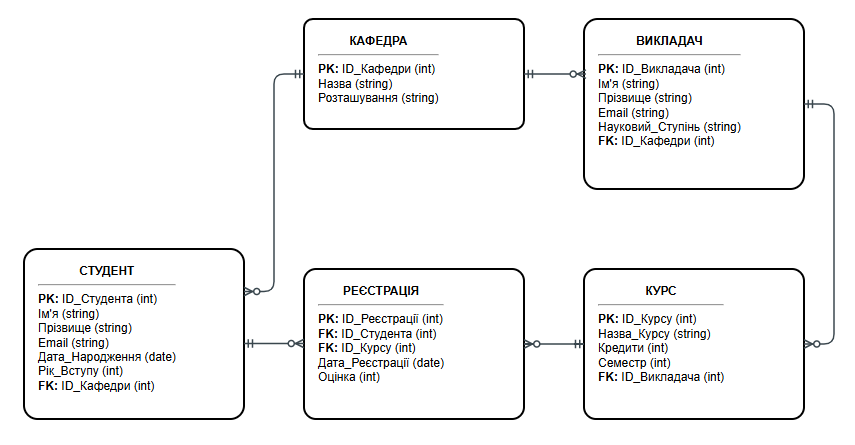 КАФЕДРА
PK: ID_Кафедри (int)
Назва (string)
Розташування (string)
ВИКЛАДАЧ
PK: ID_Викладача (int)
Ім'я (string)
Прізвище (string)
Email (string)
Науковий_Ступінь (string)
FK: ID_Кафедри (int)
СТУДЕНТ
PK: ID_Студента (int)
Ім'я (string)
Прізвище (string)
Email (string)
Дата_Народження (date)
Рік_Вступу (int)
FK: ID_Кафедри (int)
РЕЄСТРАЦІЯ
PK: ID_Реєстрації (int)
FK: ID_Студента (int)
FK: ID_Курсу (int)
Дата_Реєстрації (date)
Оцінка (int)
КУРС
PK: ID_Курсу (int)
Назва_Курсу (string)
Кредити (int)
Семестр (int)
FK: ID_Викладача (int)